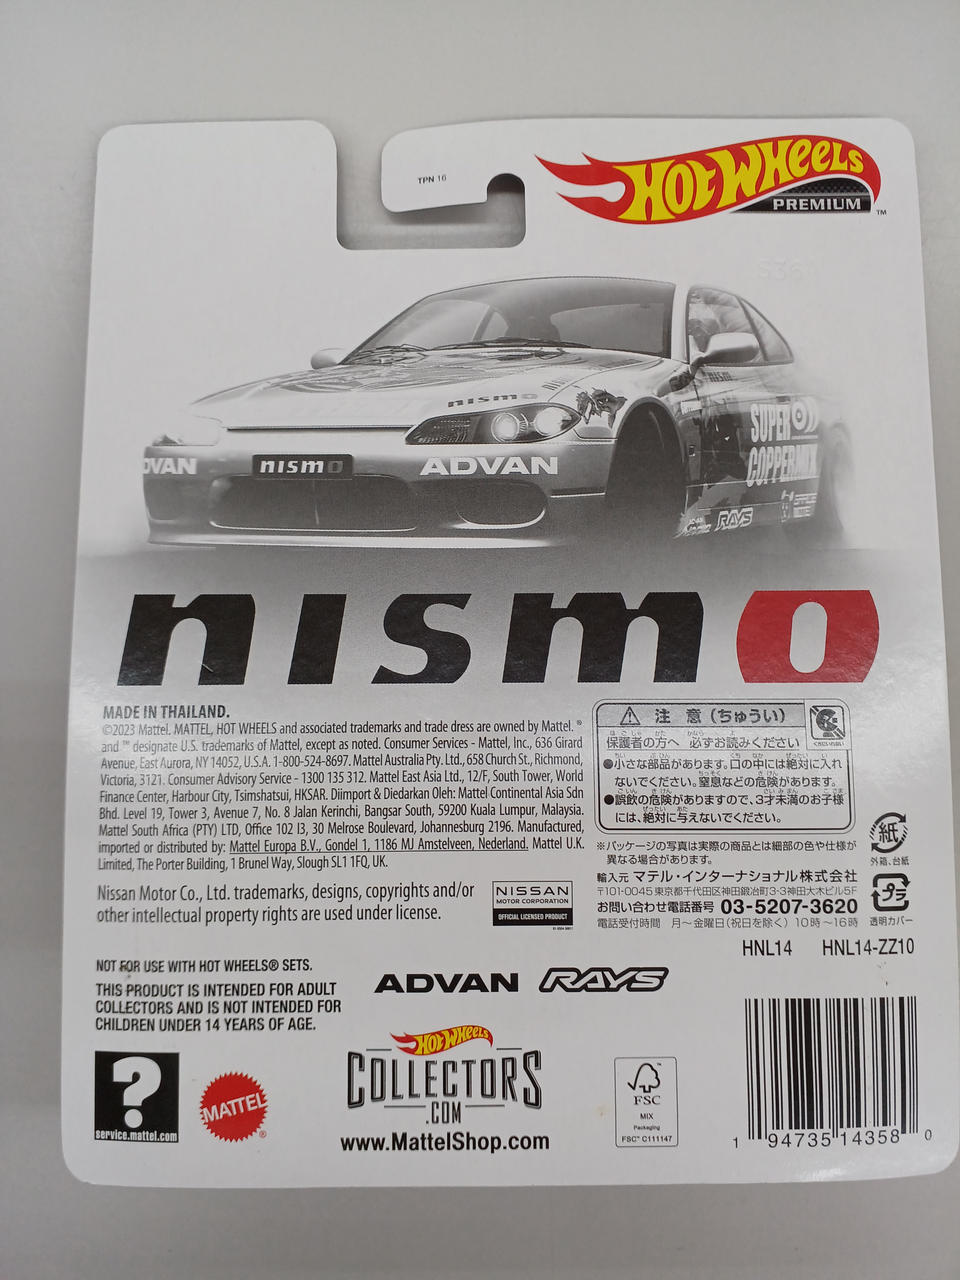 TPN 16
HOT WHEELS
PREMIUM
™
nismo
ADVAN
nismo
ADVAN
nismo
SUPER
COPPERMIX
RAYS
nismo
MADE IN THAILAND.
©2023 Mattel. MATTEL, HOT WHEELS and associated trademarks and trade dress are owned by Mattel. ®
and ™ designate U.S. trademarks of Mattel, except as noted. Consumer Services - Mattel, Inc., 636 Girard
Avenue, East Aurora, NY 14052, U.S.A. 1-800-524-8697. Mattel Australia Pty. Ltd., 658 Church St., Richmond,
Victoria, 3121. Consumer Advisory Service - 1300 135 312. Mattel East Asia Ltd., 12/F, South Tower, World
Finance Center, Harbour City, Tsimshatsui, HKSAR. Diimport & Diedarkan Oleh: Mattel Continental Asia Sdn
Bhd. Level 19, Tower 3, Avenue 7, No. 8 Jalan Kerinchi, Bangsar South, 59200 Kuala Lumpur, Malaysia.
Mattel South Africa (PTY) LTD, Office 102 I3, 30 Melrose Boulevard, Johannesburg 2196. Manufactured,
imported or distributed by: Mattel Europa B.V., Gondel 1, 1186 MJ Amstelveen, Nederland. Mattel U.K.
Limited, The Porter Building, 1 Brunel Way, Slough SL1 1FQ, UK.
Nissan Motor Co., Ltd. trademarks, designs, copyrights and/or
other intellectual property rights are used under license.
NISSAN
MOTOR CORPORATION
OFFICIAL LICENSED PRODUCT
注 意 (ちゅうい)
保護者の方へ 必ずお読みください
●小さな部品があります。口の中には絶対に入れ
ないでください。窒息などの危険があります。
●誤飲の危険がありますので、3才未満のお子様
には、絶対に与えないでください。
※パッケージの写真は実際の商品とは細部の色や仕様が
異なる場合があります。
輸入元 マテル・インターナショナル株式会社
〒101-0045 東京都千代田区神田鍛冶町3-3神田大木ビル5F
お問い合わせ電話番号 03-5207-3620
電話受付時間 月～金曜日(祝日を除く) 10時～16時
紙
外箱、台紙
プラ
透明カバー
HNL14 HNL14-ZZ10
NOT FOR USE WITH HOT WHEELS® SETS.
THIS PRODUCT IS INTENDED FOR ADULT
COLLECTORS AND IS NOT INTENDED FOR
CHILDREN UNDER 14 YEARS OF AGE.
ADVAN RAYS
?
service.mattel.com
MATTEL
®
HOT WHEELS
COLLECTORS
.COM
www.MattelShop.com
FSC
MIX
Packaging
FSC™ C111147
1 94735 14358 0